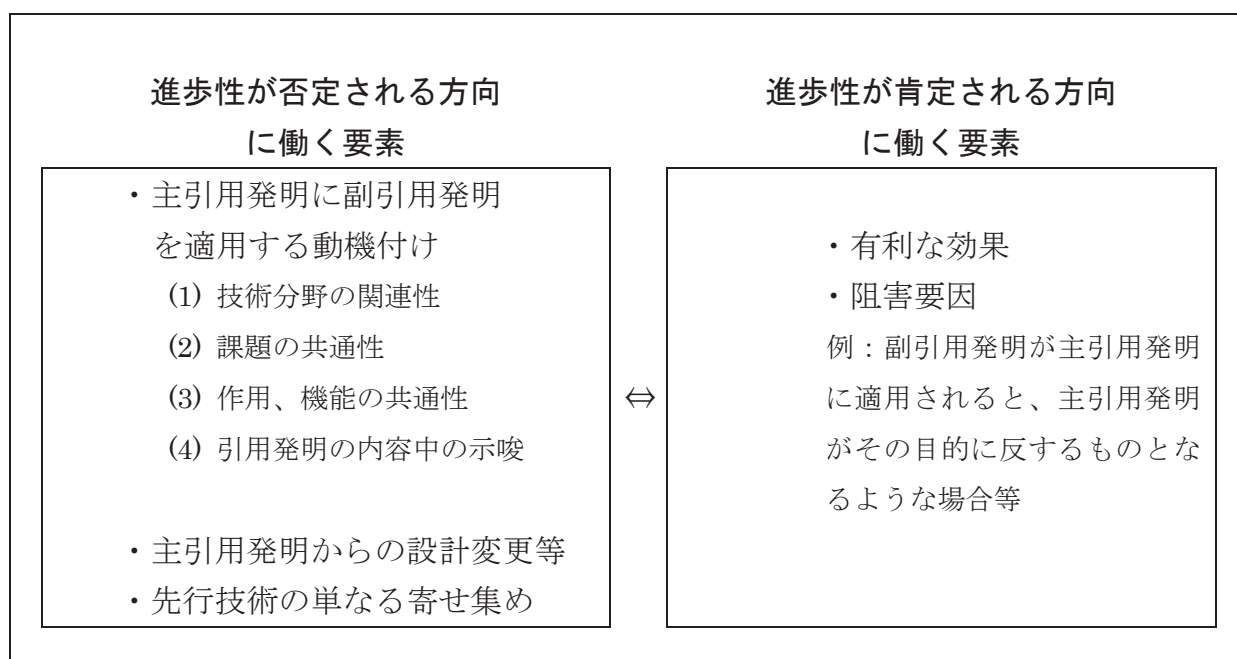 進歩性が否定される方向
に働く要素
・主引用発明に副引用発明
を適用する動機付け
(1) 技術分野の関連性
(2) 課題の共通性
(3) 作用、機能の共通性
(4) 引用発明の内容中の示唆
・主引用発明からの設計変更等
・先行技術の単なる寄せ集め
⇔
進歩性が肯定される方向
に働く要素
・有利な効果
・阻害要因
例：副引用発明が主引用発明
に適用されると、主引用発明
がその目的に反するものとな
るような場合等